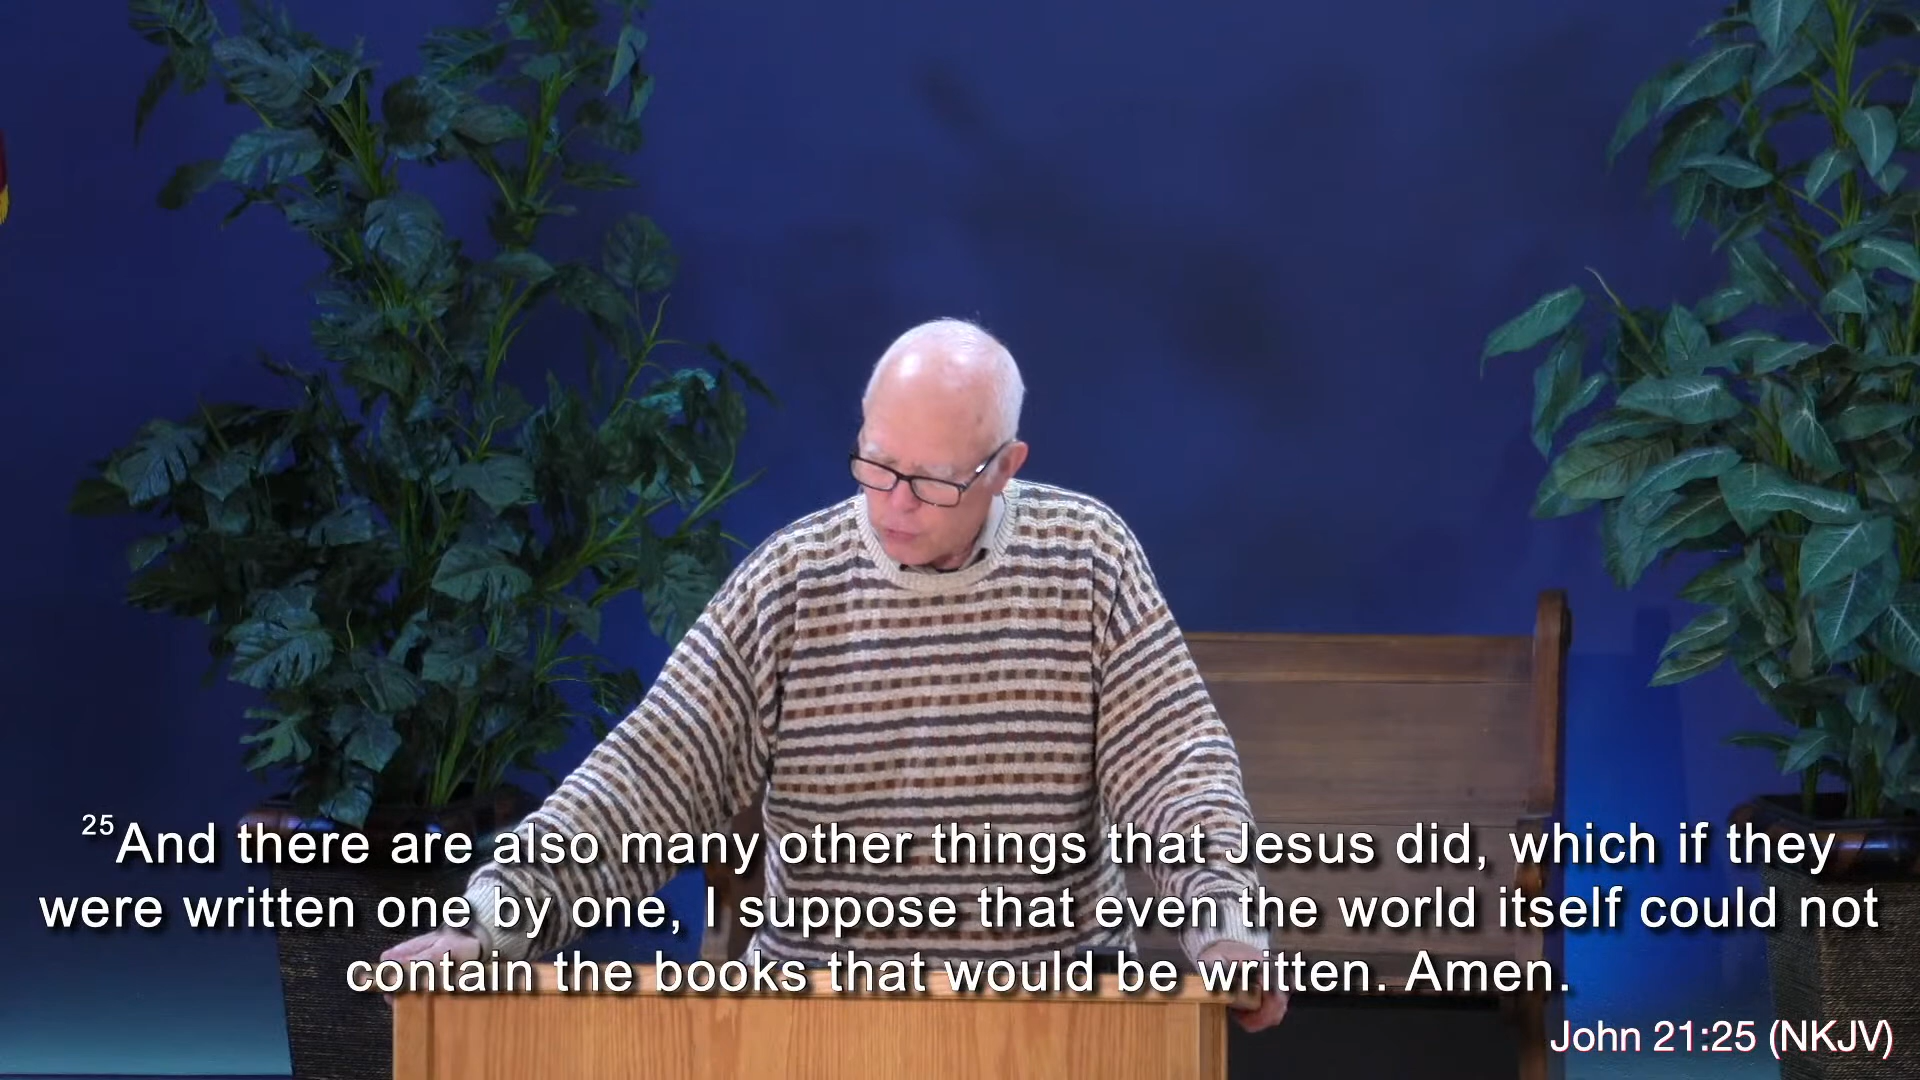 25And there are also many other things that Jesus did, which if they
were written one by one, I suppose that even the world itself could not
contain the books that would be written. Amen.
John 21:25 (NKJV)